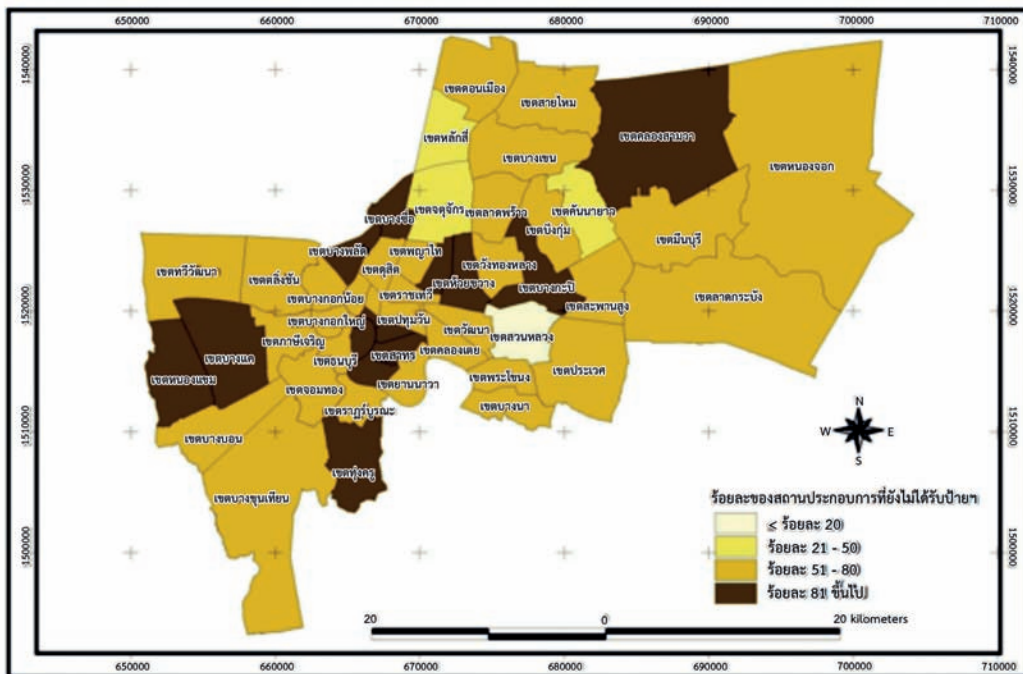 650000 660000 670000 680000 690000 700000 710000
1540000 1540000
เขตดอนเมือง
เขตสายไหม
เขตหลักสี่
เขตคลองสามวา
เขตบางเขน
เขตหนองจอก
1530000 1530000
เขตจตุจักร
เขตลาดพร้าว
เขตคันนายาว
เขตบางซื่อ
เขตบึงกุ่ม
เขตมีนบุรี
เขตบางพลัด
เขตพญาไท
เขตวังทองหลาง
เขตทวีวัฒนา
เขตตลิ่งชัน
เขตดุสิต
เขตห้วยขวาง
เขตบางกะปิ
เขตบางกอกน้อย
เขตราชเทวี
เขตสะพานสูง
เขตลาดกระบัง
1520000 1520000
เขตบางกอกใหญ่
เขตปทุมวัน
เขตวัฒนา
เขตสวนหลวง
เขตภาษีเจริญ
เขตบางแค
เขตธนบุรี
เขตสาทร
เขตคลองเตย
เขตหนองแขม
เขตพระโขนง
เขตประเวศ
เขตจอมทอง
เขตยานนาวา
เขตบางนา
เขตราฎร์บูรณะ
1510000 1510000
เขตบางบอน
N
W E
S
เขตทุ่งครุ
เขตบางขุนเทียน
ร้อยละของสถานประกอบการที่ยังไม่ได้รับป้ายฯ
≤ ร้อยละ 20
ร้อยละ 21 - 50
ร้อยละ 51 - 80
ร้อยละ 81 ขึ้นไป
1500000 1500000
20 0 20 kilometers
650000 660000 670000 680000 690000 700000 710000